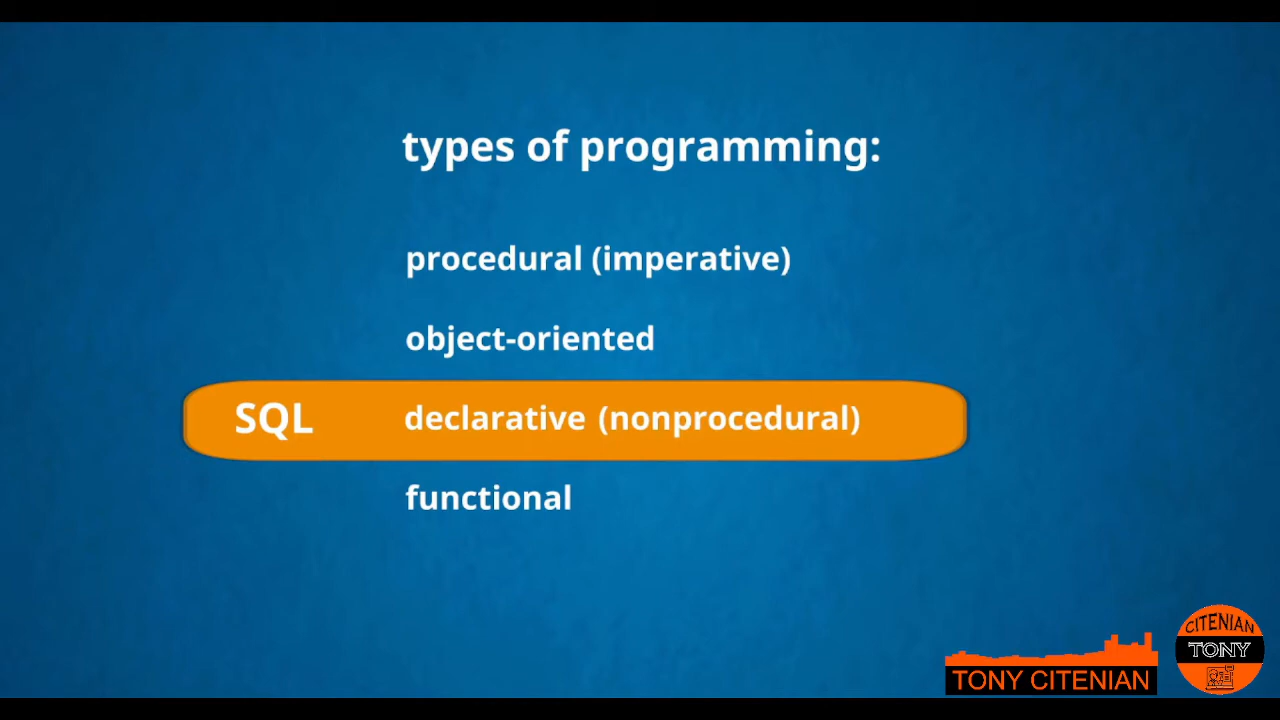 types of programming:
procedural (imperative)
object-oriented
SQL declarative (nonprocedural)
functional
TONY CITENIAN
CITENIAN
TONY